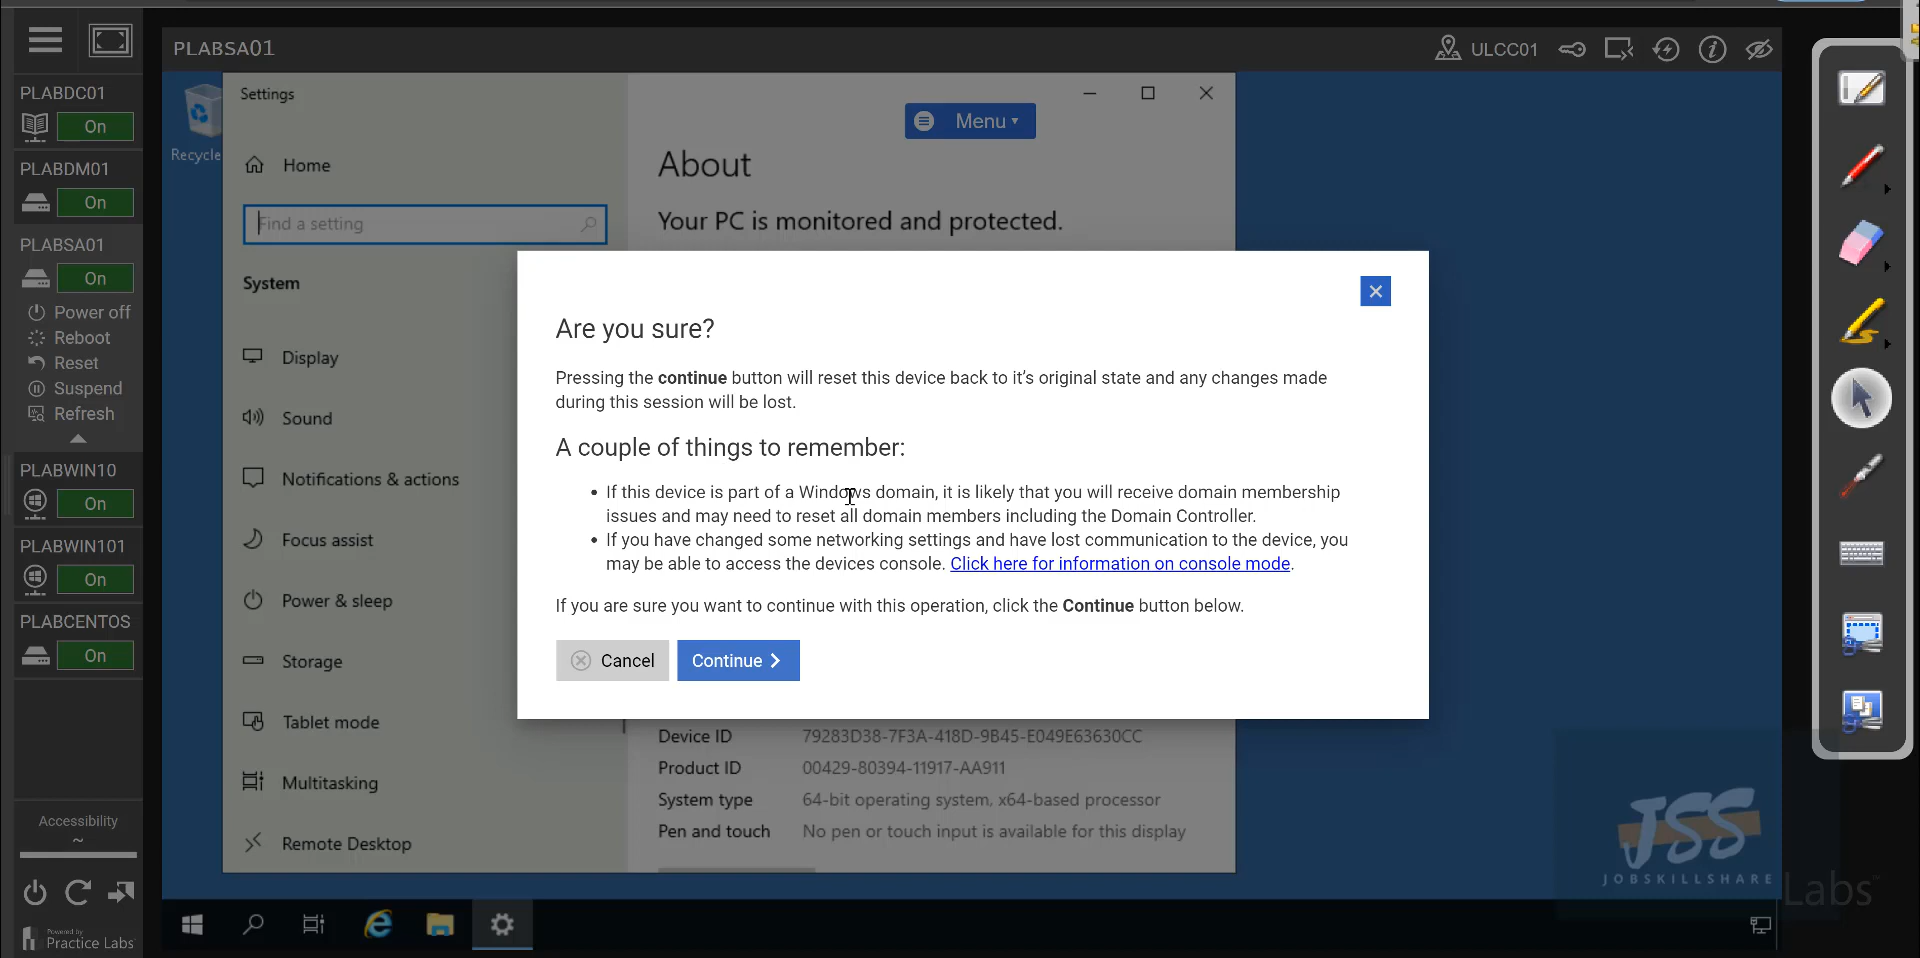 PLABSA01
ULCC01
PLABDC01
On
PLABDM01
On
PLABSA01
On
Power off
Reboot
Reset
Suspend
Refresh
PLABWIN10
On
PLABWIN101
On
PLABCENTOS
On
Accessibility
~
Powered by
Practice Labs
Recycle
Settings
Home
Find a setting
System
Display
Sound
Notifications & actions
Focus assist
Power & sleep
Storage
Tablet mode
Multitasking
Remote Desktop
Menu
About
Your PC is monitored and protected.
Are you sure?
Pressing the continue button will reset this device back to it's original state and any changes made
during this session will be lost.
A couple of things to remember:
• If this device is part of a Windows domain, it is likely that you will receive domain membership
issues and may need to reset all domain members including the Domain Controller.
• If you have changed some networking settings and have lost communication to the device, you
may be able to access the devices console. Click here for information on console mode.
If you are sure you want to continue with this operation, click the Continue button below.
Cancel
Continue
Device ID 79283D38-7F3A-418D-9B45-E049E63630CC
Product ID 00429-80394-11917-AA911
System type 64-bit operating system, x64-based processor
Pen and touch No pen or touch input is available for this display
JSS
JOBSKILLSHARE
Labs